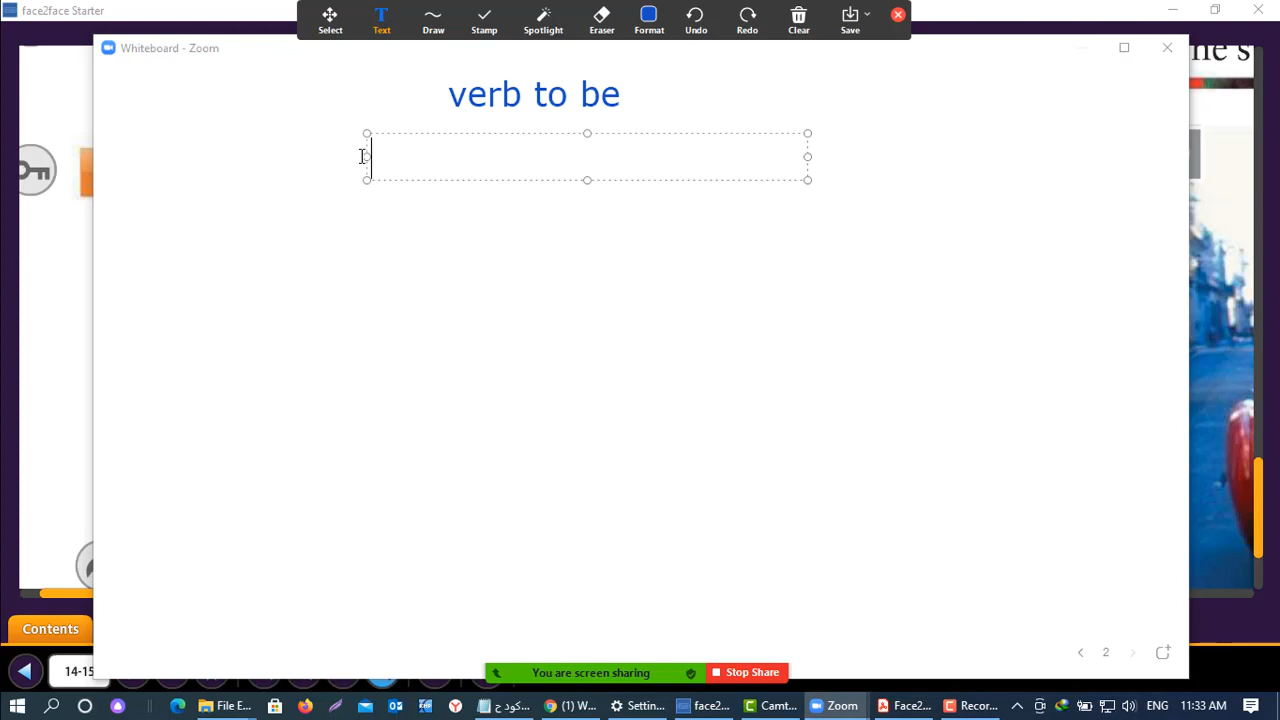 face2face Starter
Select
Text
Draw
Stamp
Spotlight
Eraser
Format
Undo
Redo
Clear
Save
Whiteboard - Zoom
he's
verb to be
Contents
14-15
2
You are screen sharing
Stop Share
File E...
(1) W...
Settin...
face2...
Camt...
Zoom
Face2...
Recor...
ENG
11:33 AM